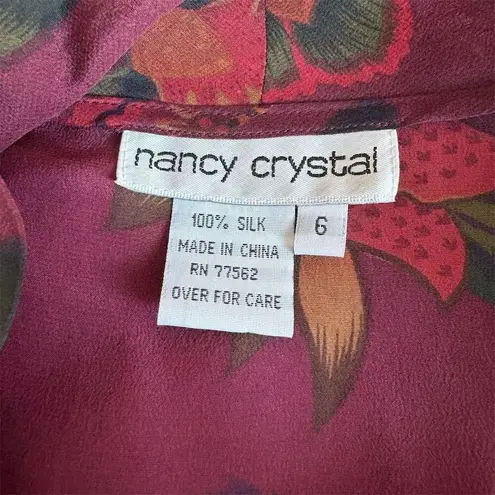 nancy crystal
100% SILK
MADE IN CHINA
RN 77562
OVER FOR CARE
6